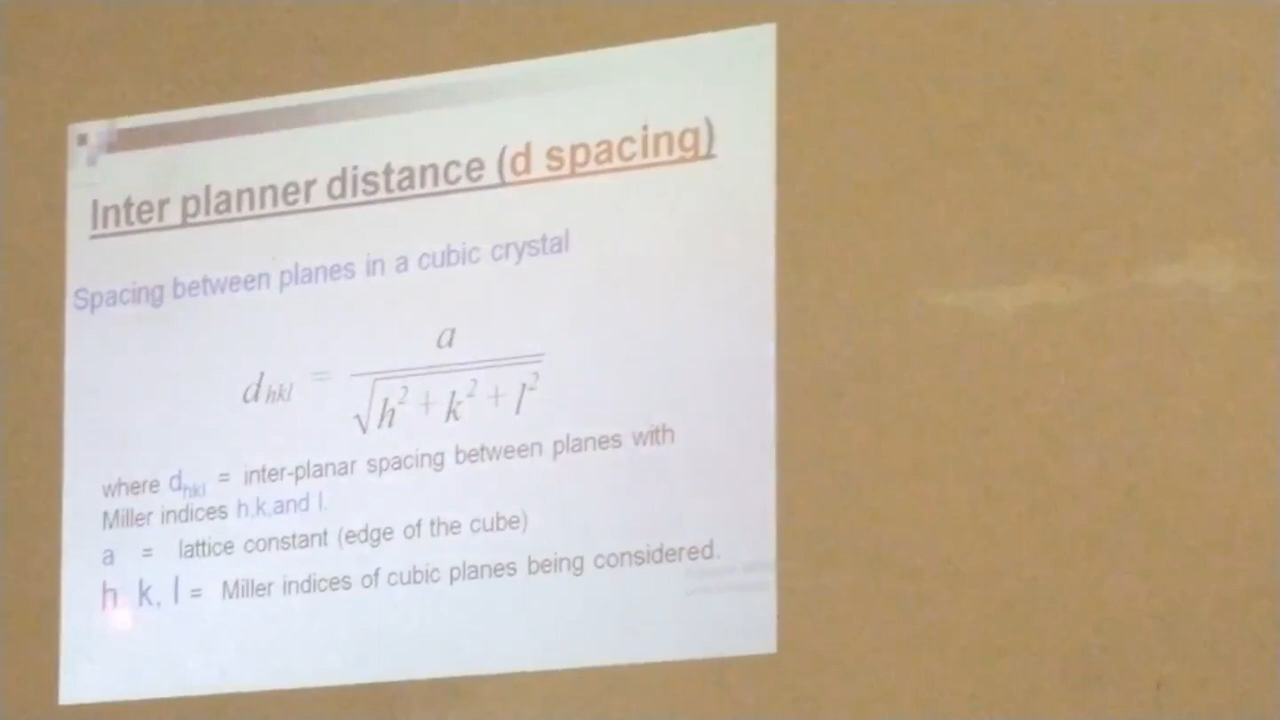 Inter planner distance (d spacing)
Spacing between planes in a cubic crystal
d hkl = a / √h² + k² + l²
where d hkl = inter-planar spacing between planes with
Miller indices h,k,and l.
a = lattice constant (edge of the cube)
h k, l = Miller indices of cubic planes being considered.